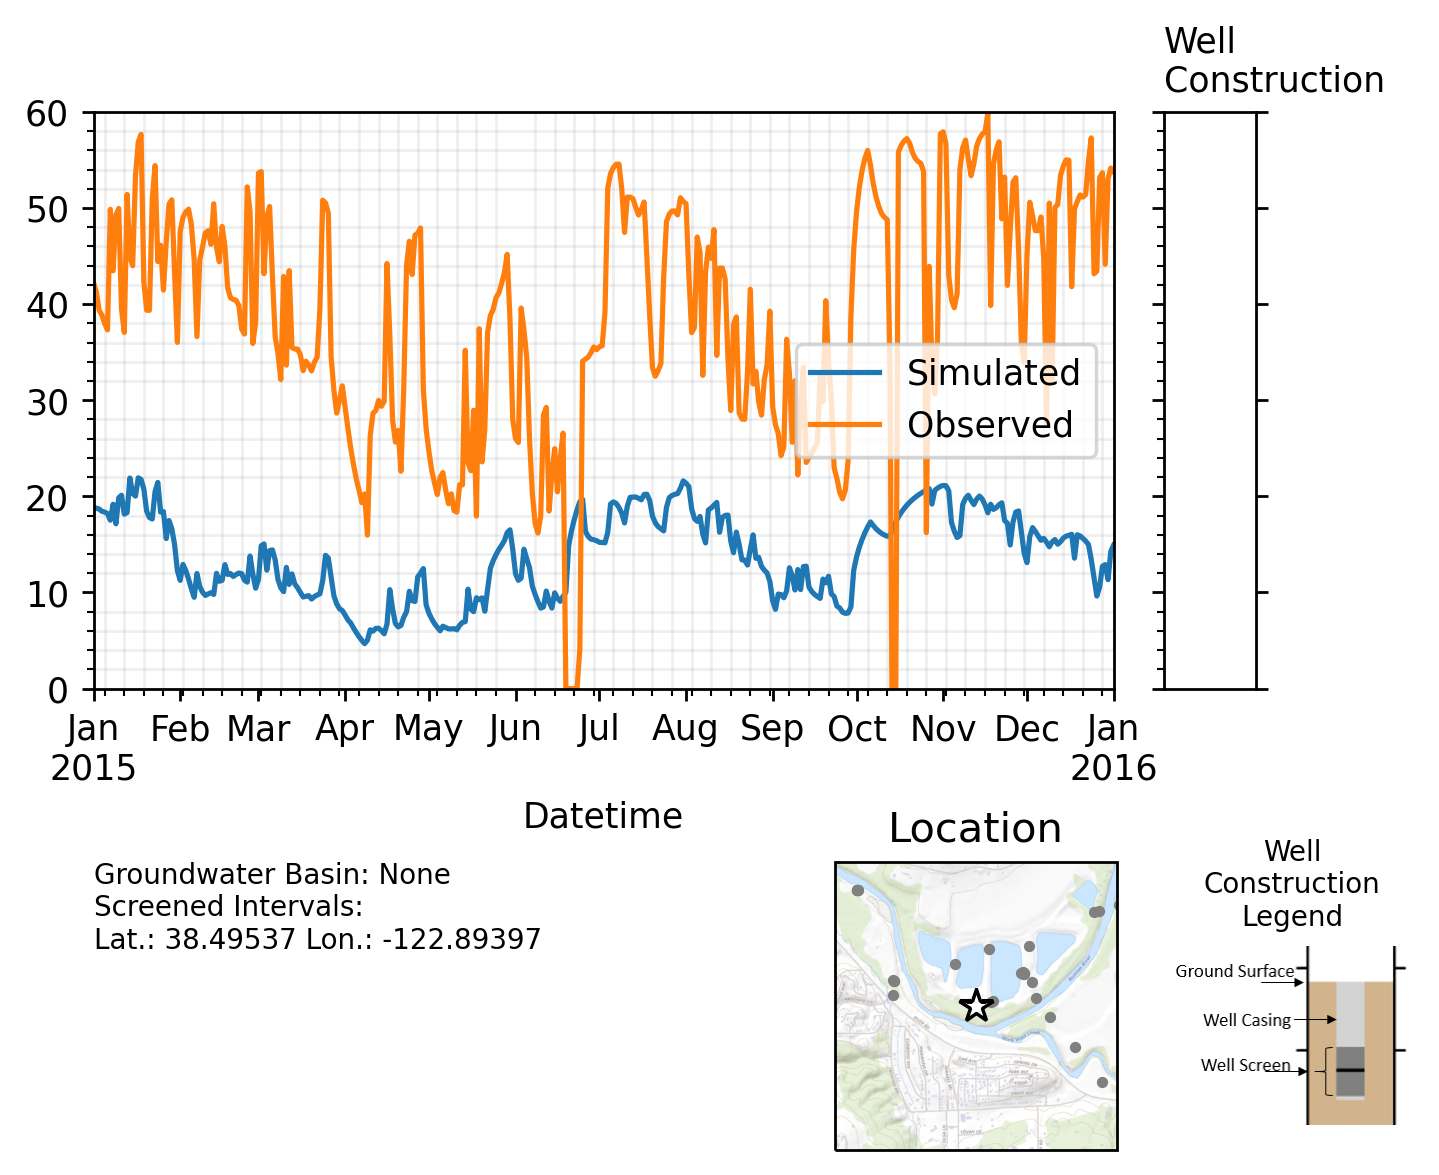 Well
Construction
60
50
40
30
20
10
0
Simulated
Observed
Jan Feb Mar Apr May Jun Jul Aug Sep Oct Nov Dec Jan
2015 2016
Datetime
Groundwater Basin: None
Screened Intervals:
Lat.: 38.49537 Lon.: -122.89397
Location
Well
Construction
Legend
Ground Surface
Well Casing
Well Screen